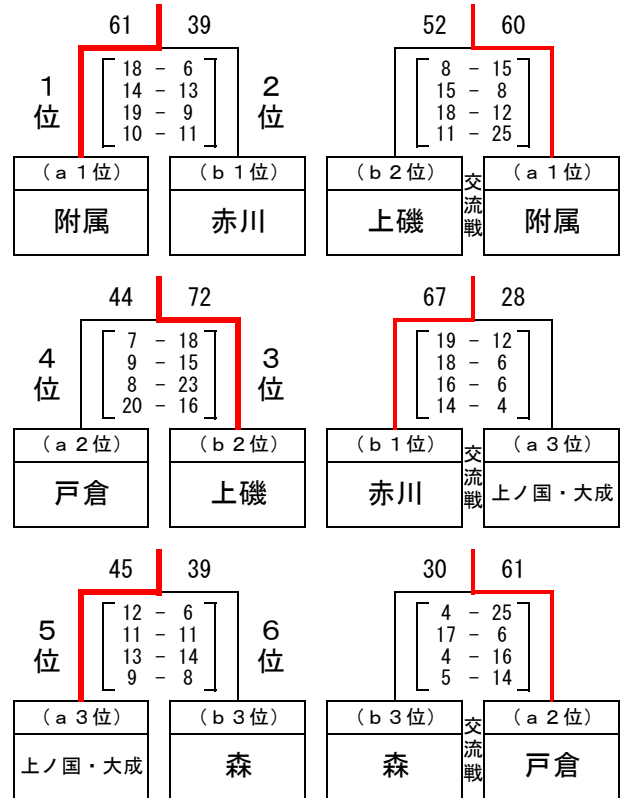 61 39 52 60
1位 2位
18 - 6
14 - 13
19 - 9
10 - 11
8 - 15
15 - 8
18 - 12
11 - 25
(a1位) (b1位) (b2位) 交流戦 (a1位)
附属 赤川 上磯 附属
44 72 67 28
4位 3位
7 - 18
9 - 15
8 - 23
20 - 16
19 - 12
18 - 6
16 - 6
14 - 4
(a2位) (b2位) (b1位) 交流戦 (a3位)
戸倉 上磯 赤川 上ノ国・大成
45 39 30 61
5位 6位
12 - 6
11 - 11
13 - 14
9 - 8
4 - 25
17 - 6
4 - 16
5 - 14
(a3位) (b3位) (b3位) 交流戦 (a2位)
上ノ国・大成 森 森 戸倉